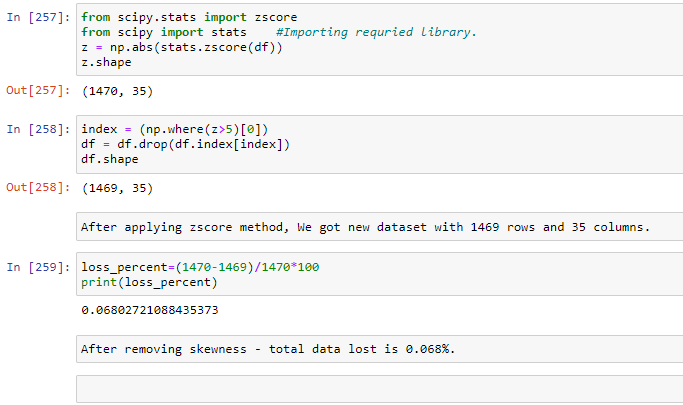 In [257]: from scipy.stats import zscore
from scipy import stats    #Importing requried library.
z = np.abs(stats.zscore(df))
z.shape
Out[257]: (1470, 35)
In [258]: index = (np.where(z>5)[0])
df = df.drop(df.index[index])
df.shape
Out[258]: (1469, 35)
After applying zscore method, We got new dataset with 1469 rows and 35 columns.
In [259]: loss_percent=(1470-1469)/1470*100
print(loss_percent)
0.06802721088435373
After removing skewness - total data lost is 0.068%.